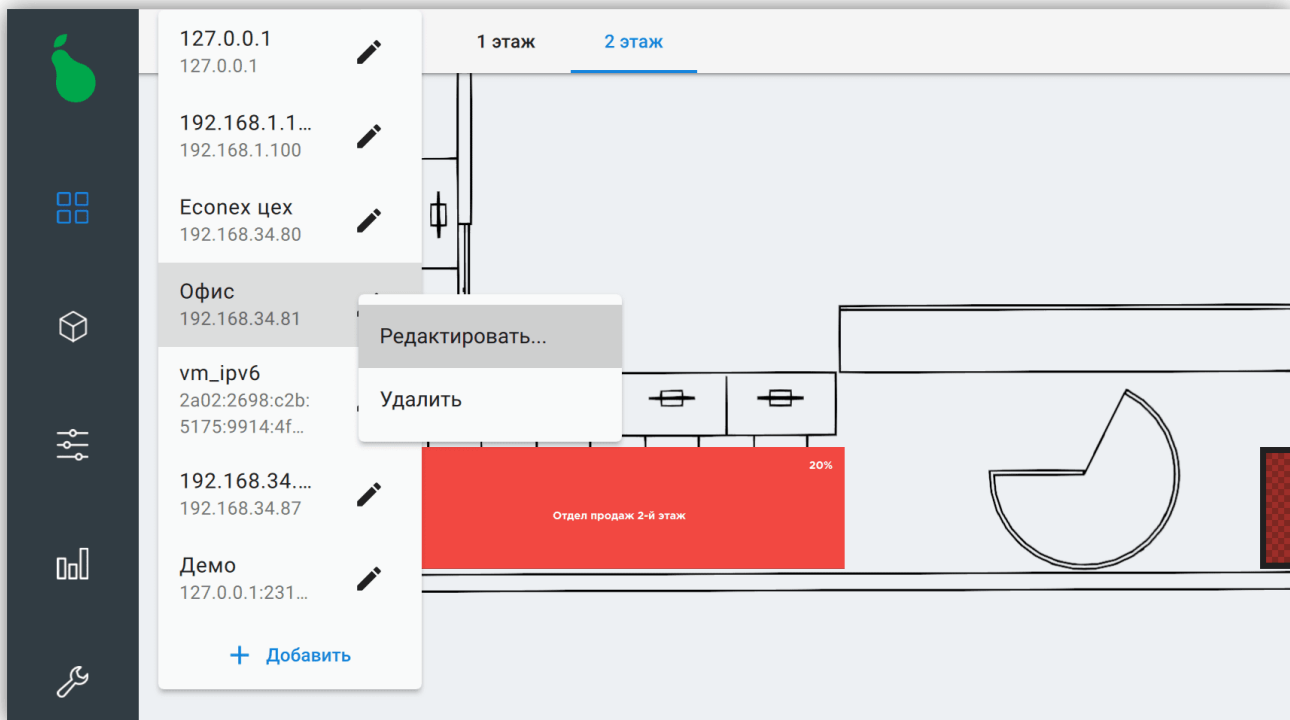 127.0.0.1
127.0.0.1
192.168.1.1...
192.168.1.100
Econex цех
192.168.34.80
Офис
192.168.34.81
vm_ipv6
2a02:2698:c2b:
5175:9914:4f...
192.168.34....
192.168.34.87
Демо
127.0.0.1:231...
+ Добавить
1 этаж
2 этаж
Редактировать...
Удалить
20%
Отдел продаж 2-й этаж